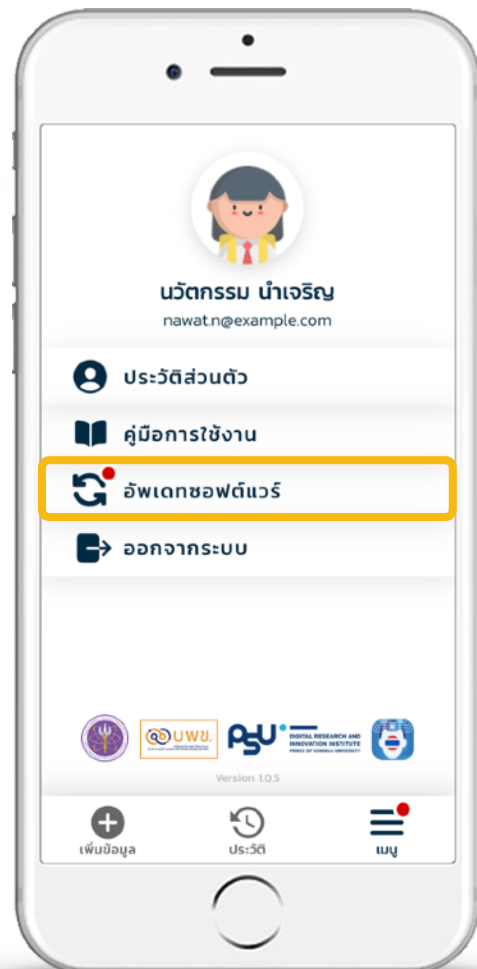 นวัตกรรม นำเจริญ
nawat.n@example.com
ประวัติส่วนตัว
คู่มือการใช้งาน
อัพเดทซอฟต์แวร์
ออกจากระบบ
บพข.
PSU
DIGITAL RESEARCH AND
INNOVATION INSTITUTE
PRINCE OF SONGKLA UNIVERSITY
Version 1.0.5
เพิ่มข้อมูล
ประวัติ
เมนู